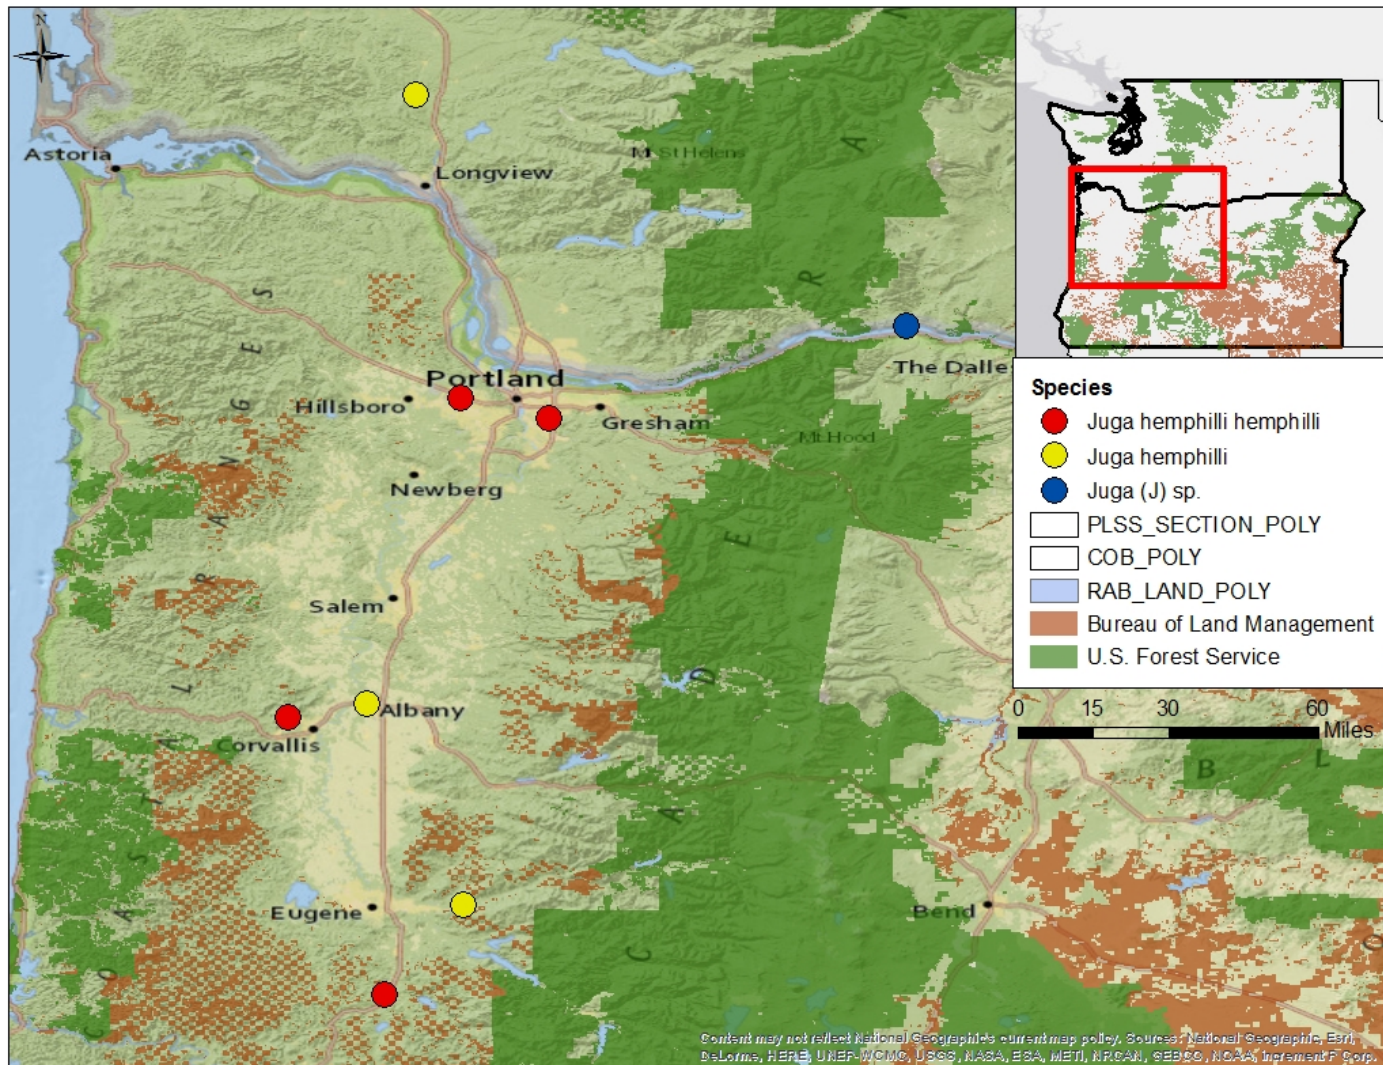 N
Astoria
Longview
Mt St Helens
Portland
Hillsboro
Gresham
The Dalle
Mt Hood
Newberg
Salem
Albany
Corvallis
Eugene
Bend
COASTAL RANGES
C A D E R A
B L
O
Species
Juga hemphilli hemphilli
Juga hemphilli
Juga (J) sp.
PLSS_SECTION_POLY
COB_POLY
RAB_LAND_POLY
Bureau of Land Management
U.S. Forest Service
0 15 30 60
Miles
Content may not reflect National Geographic's current map policy. Sources: National Geographic, Esri,
DeLorme, HERE, UNEP-WCMC, USGS, NASA, ESA, METI, NRCAN, GEBCO, NOAA, increment P Corp.